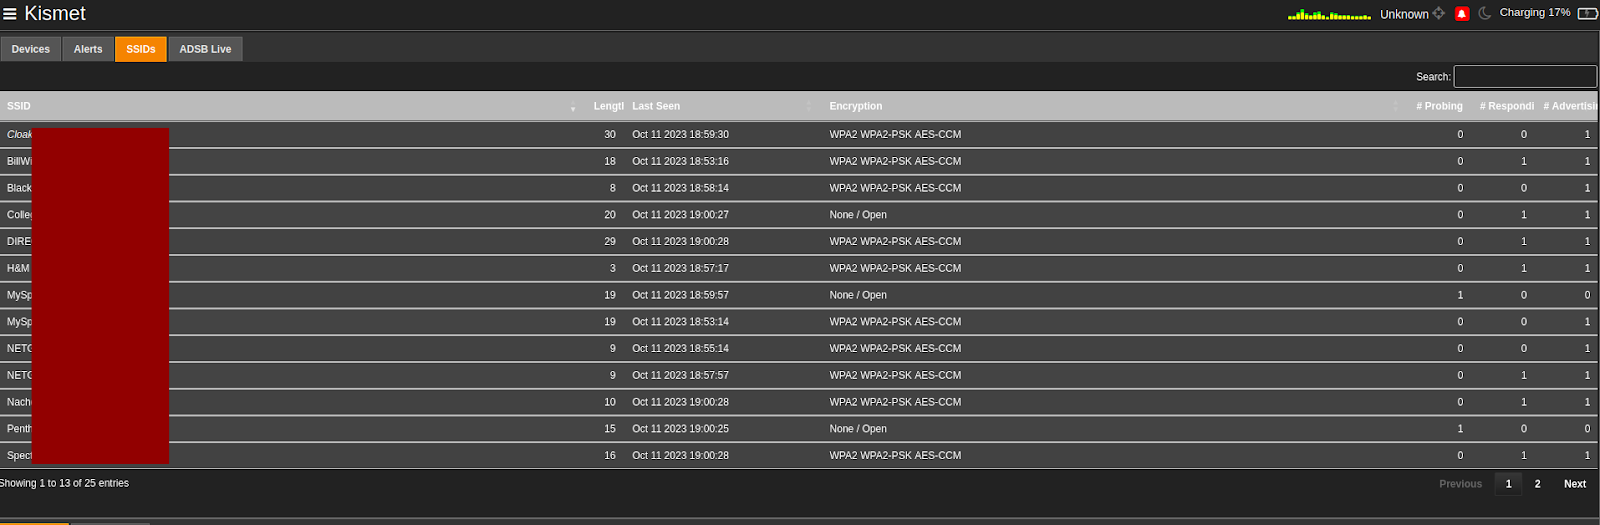 Kismet Unknown Charging 17%
Devices Alerts SSIDs ADSB Live
Search:
SSID Lengtl Last Seen Encryption # Probing # Respondi # Advertisin
Cloak 30 Oct 11 2023 18:59:30 WPA2 WPA2-PSK AES-CCM 0 0 1
BillWi 18 Oct 11 2023 18:53:16 WPA2 WPA2-PSK AES-CCM 0 1 1
Black 8 Oct 11 2023 18:58:14 WPA2 WPA2-PSK AES-CCM 0 0 1
Colleg 20 Oct 11 2023 19:00:27 None / Open 0 1 1
DIRE 29 Oct 11 2023 19:00:28 WPA2 WPA2-PSK AES-CCM 0 1 1
H&M 3 Oct 11 2023 18:57:17 WPA2 WPA2-PSK AES-CCM 0 1 1
MySp 19 Oct 11 2023 18:59:57 None / Open 1 0 0
MySp 19 Oct 11 2023 18:53:14 WPA2 WPA2-PSK AES-CCM 0 0 1
NETG 9 Oct 11 2023 18:55:14 WPA2 WPA2-PSK AES-CCM 0 0 1
NETG 9 Oct 11 2023 18:57:57 WPA2 WPA2-PSK AES-CCM 0 1 1
Nach 10 Oct 11 2023 19:00:28 WPA2 WPA2-PSK AES-CCM 0 1 1
Penth 15 Oct 11 2023 19:00:25 None / Open 1 0 0
Spect 16 Oct 11 2023 19:00:28 WPA2 WPA2-PSK AES-CCM 0 1 1
Showing 1 to 13 of 25 entries Previous 1 2 Next